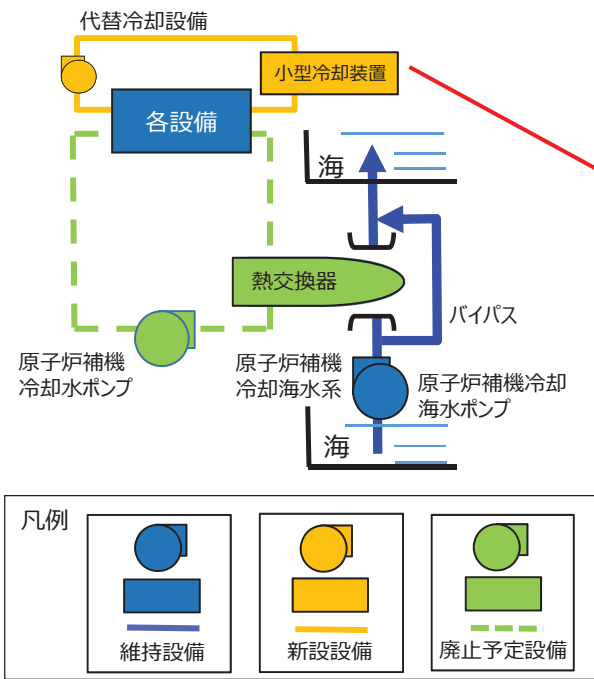 代替冷却設備
小型冷却装置
各設備
海
熱交換器
バイパス
原子炉補機
冷却水ポンプ
原子炉補機
冷却海水系
原子炉補機冷却
海水ポンプ
海
凡例
維持設備
新設設備
廃止予定設備